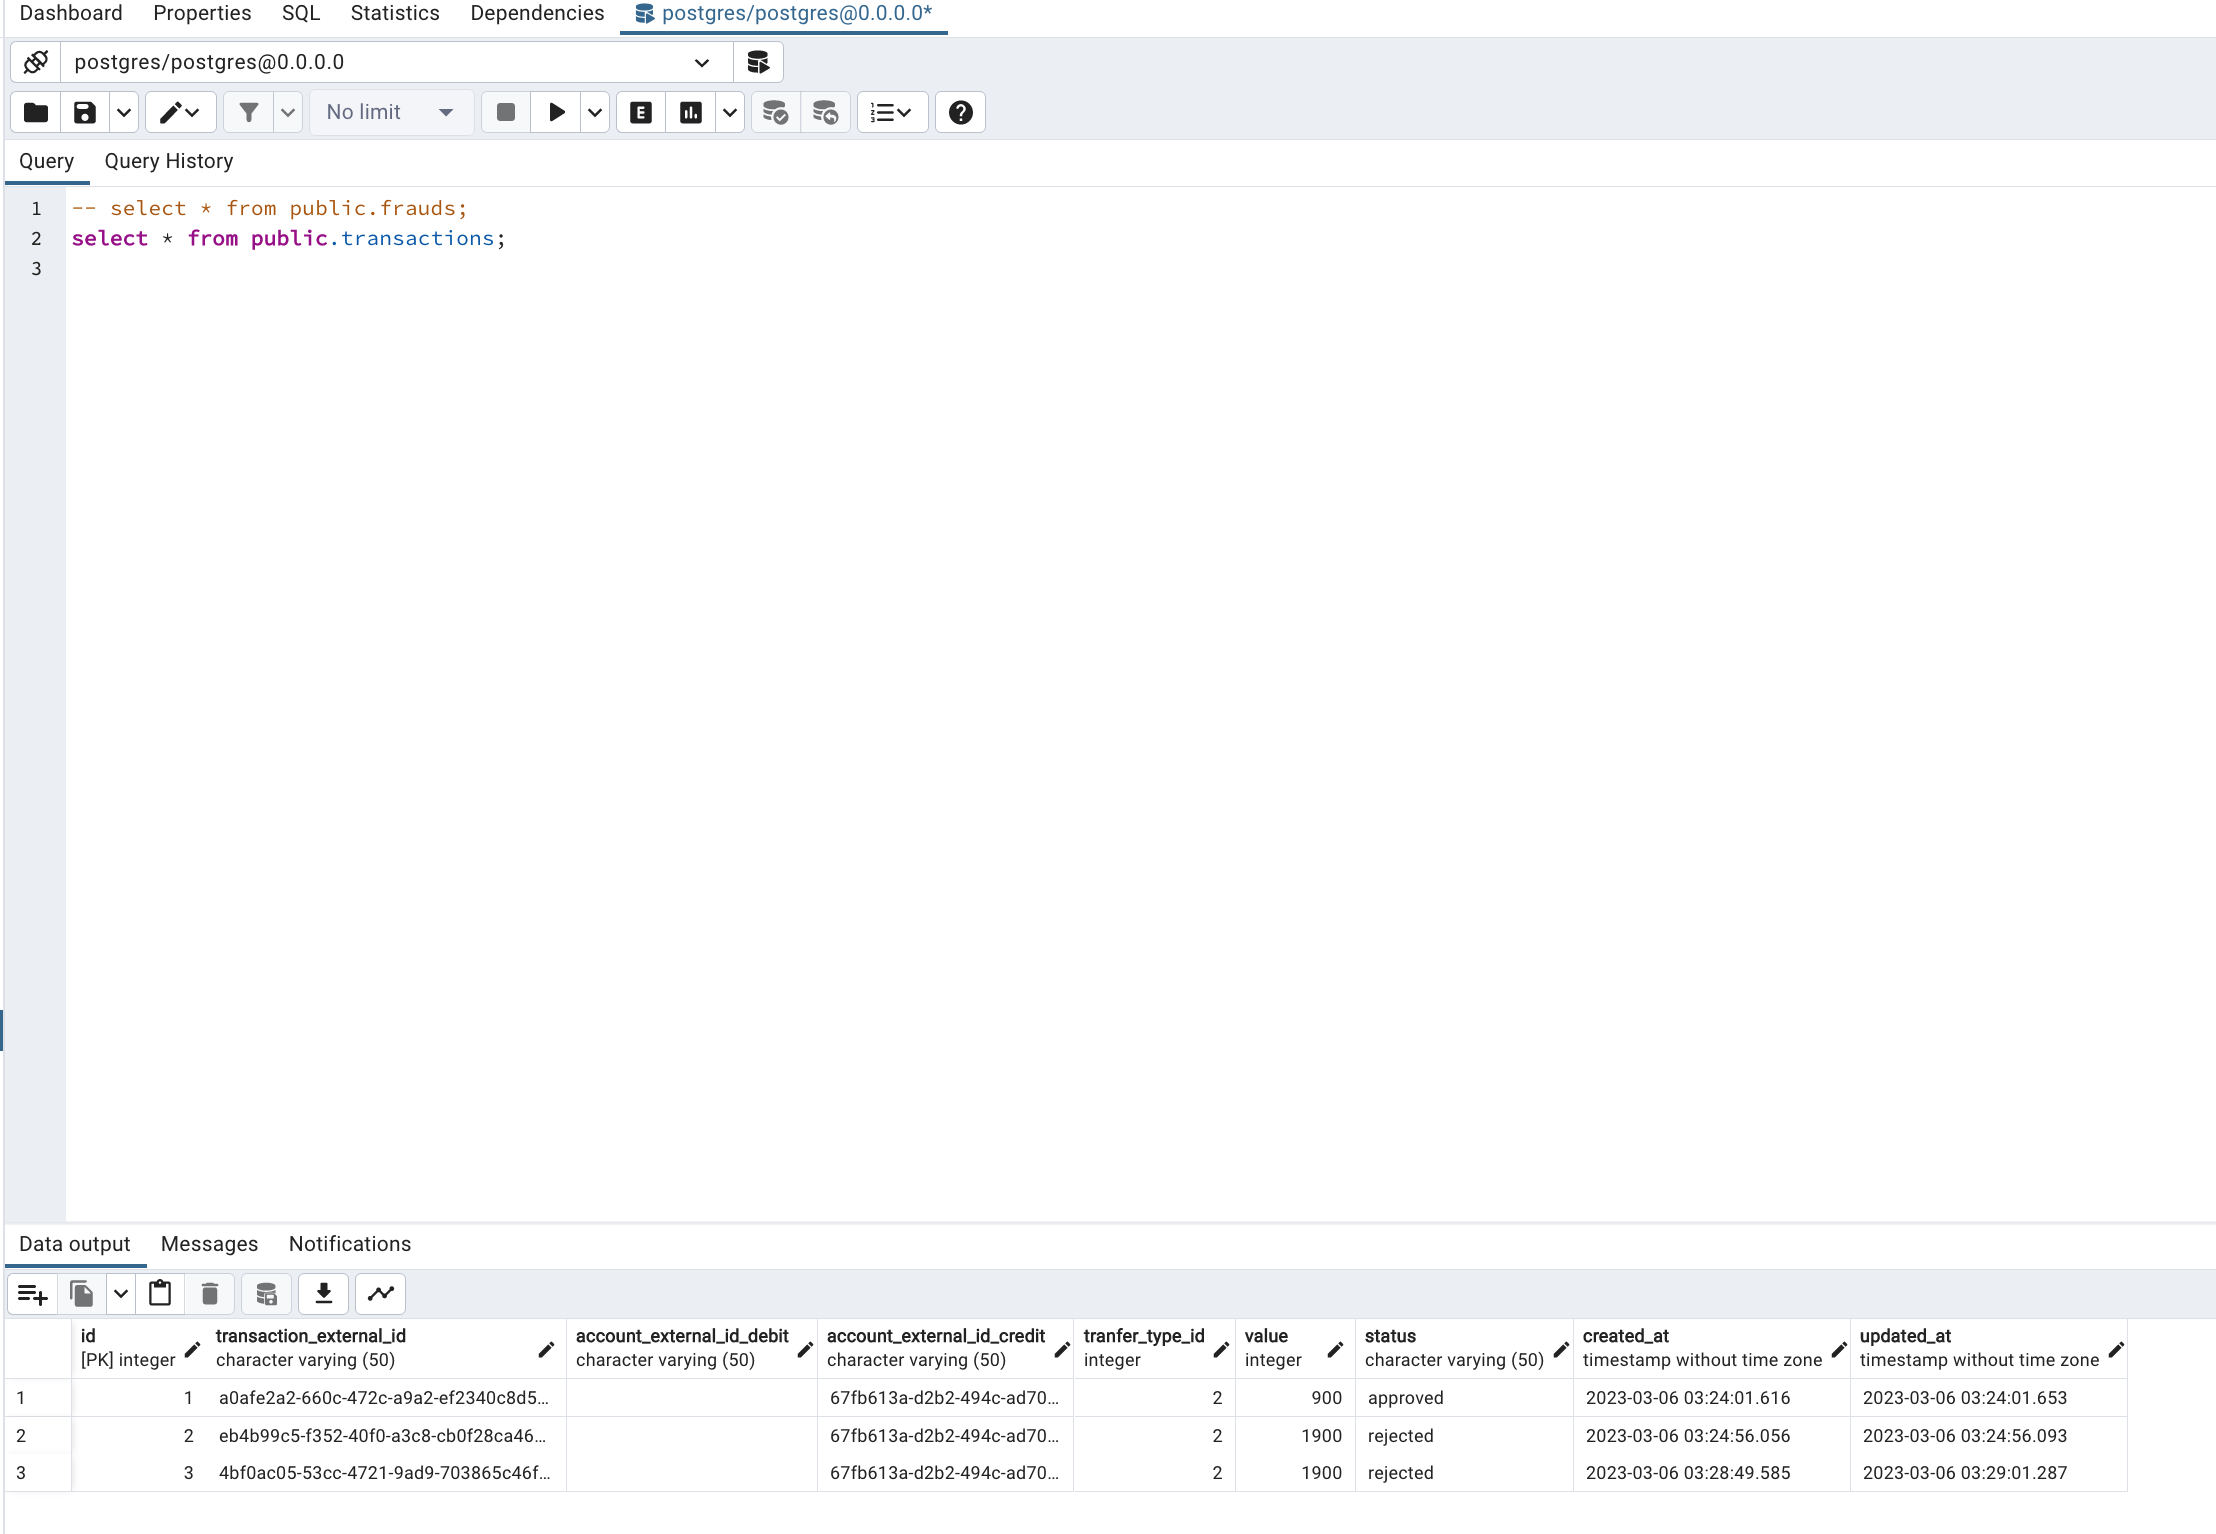 Dashboard Properties SQL Statistics Dependencies postgres/postgres@0.0.0.0*
postgres/postgres@0.0.0.0
No limit E
Query Query History
1 -- select * from public.frauds;
2 select * from public.transactions;
3
Data output Messages Notifications
id transaction_external_id account_external_id_debit account_external_id_credit tranfer_type_id value status created_at updated_at
[PK] integer character varying (50) character varying (50) character varying (50) integer integer character varying (50) timestamp without time zone timestamp without time zone
1 1 a0afe2a2-660c-472c-a9a2-ef2340c8d5… 67fb613a-d2b2-494c-ad70… 2 900 approved 2023-03-06 03:24:01.616 2023-03-06 03:24:01.653
2 2 eb4b99c5-f352-40f0-a3c8-cb0f28ca46… 67fb613a-d2b2-494c-ad70… 2 1900 rejected 2023-03-06 03:24:56.056 2023-03-06 03:24:56.093
3 3 4bf0ac05-53cc-4721-9ad9-703865c46f… 67fb613a-d2b2-494c-ad70… 2 1900 rejected 2023-03-06 03:28:49.585 2023-03-06 03:29:01.287